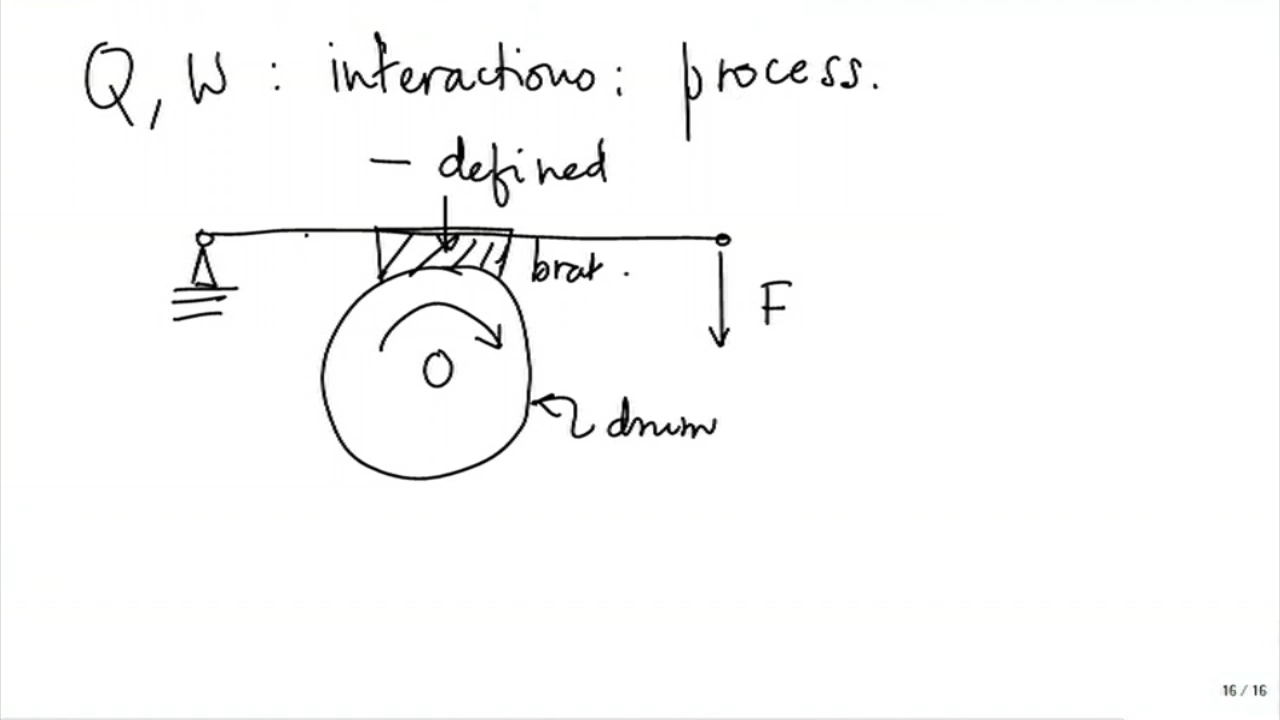 Q, W : interactions : process.
— defined
brak.
F
drum
16 / 16